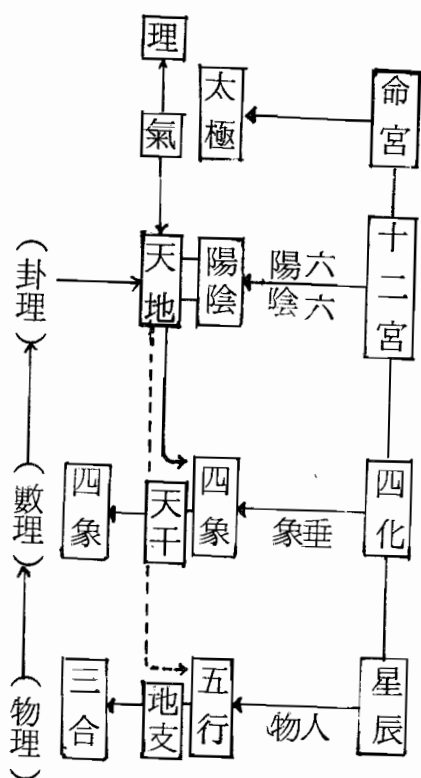 命宮
十二宮
四化
星辰
六陽
六陰
垂象
人物
太極
陽陰
四象
五行
理
氣
天地
天干
地支
四象
三合
(卦理)
(數理)
(物理)